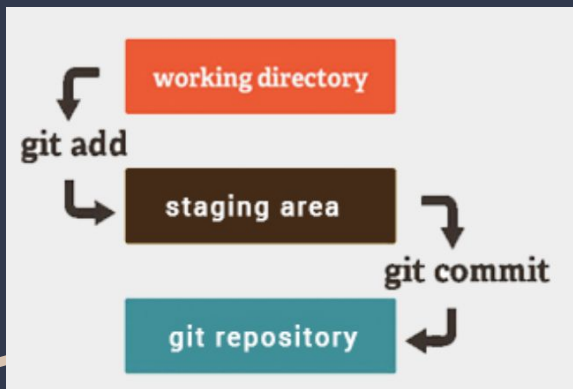 working directory
git add
staging area
git commit
git repository